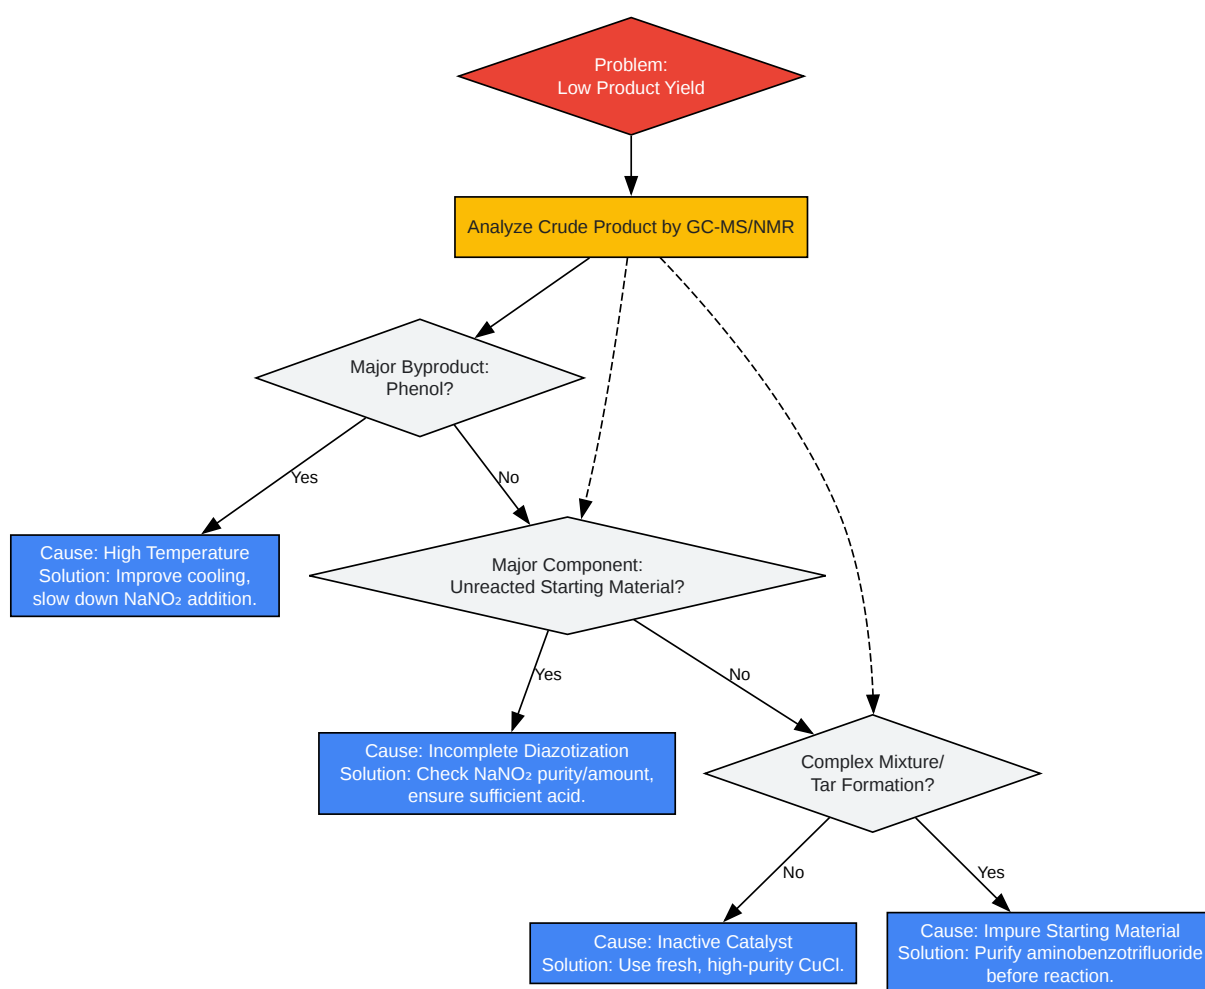 Problem:
Low Product Yield
Analyze Crude Product by GC-MS/NMR
Major Byproduct:
Phenol?
Yes
No
Cause: High Temperature
Solution: Improve cooling,
slow down NaNO₂ addition.
Major Component:
Unreacted Starting Material?
Yes
No
Cause: Incomplete Diazotization
Solution: Check NaNO₂ purity/amount,
ensure sufficient acid.
Complex Mixture/
Tar Formation?
No
Yes
Cause: Inactive Catalyst
Solution: Use fresh, high-purity CuCl.
Cause: Impure Starting Material
Solution: Purify aminobenzotrifluoride
before reaction.